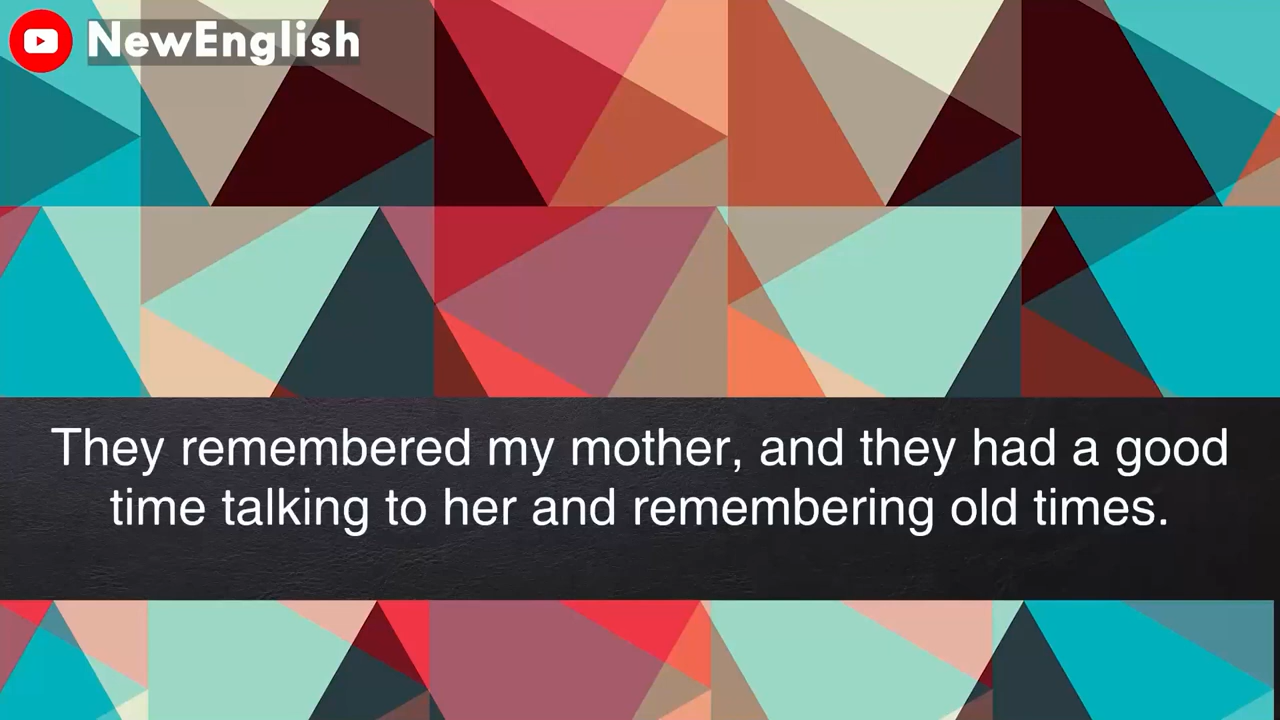 NewEnglish
They remembered my mother, and they had a good
time talking to her and remembering old times.